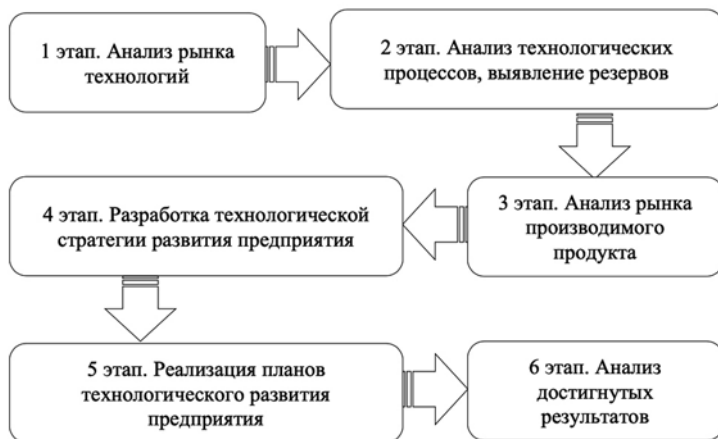 1 этап. Анализ рынка
технологий
2 этап. Анализ технологических
процессов, выявление резервов
3 этап. Анализ рынка
производимого
продукта
4 этап. Разработка технологической
стратегии развития предприятия
5 этап. Реализация планов
технологического развития
предприятия
6 этап. Анализ
достигнутых
результатов